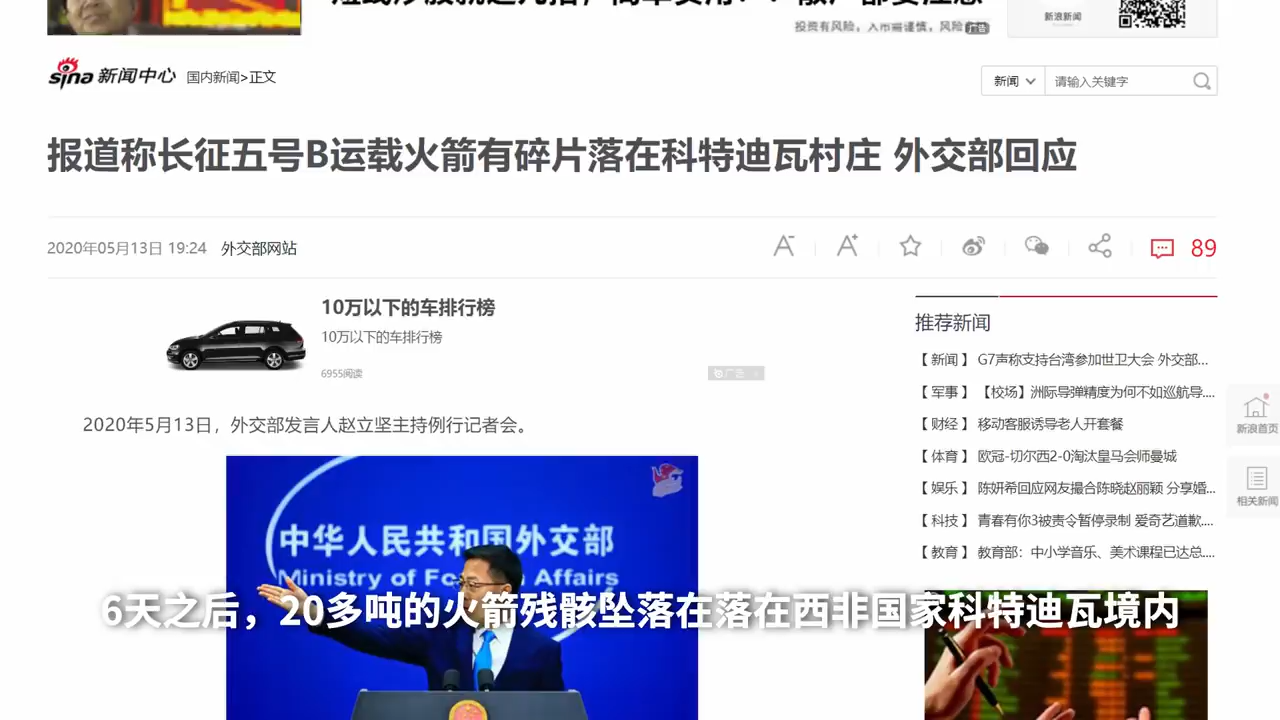 投资有风险，入市需谨慎，风险 广告
新浪新闻
sina 新闻中心 国内新闻>正文
新闻 请输入关键字
报道称长征五号B运载火箭有碎片落在科特迪瓦村庄 外交部回应
2020年05月13日 19:24 外交部网站
89
10万以下的车排行榜
10万以下的车排行榜
6955阅读
广告
2020年5月13日，外交部发言人赵立坚主持例行记者会。
推荐新闻
【 新闻 】 G7声称支持台湾参加世卫大会 外交部...
【 军事 】 【校场】洲际导弹精度为何不如巡航导....
【 财经 】 移动客服诱导老人开套餐
【 体育 】 欧冠-切尔西2-0淘汰皇马会师曼城
【 娱乐 】 陈妍希回应网友撮合陈晓赵丽颖 分享婚...
【 科技 】 青春有你3被责令暂停录制 爱奇艺道歉....
【 教育 】 教育部：中小学音乐、美术课程已达总....
新浪首页
相关新闻
中华人民共和国外交部
Ministry of Fo Affairs
6天之后，20多吨的火箭残骸坠落在落在西非国家科特迪瓦境内